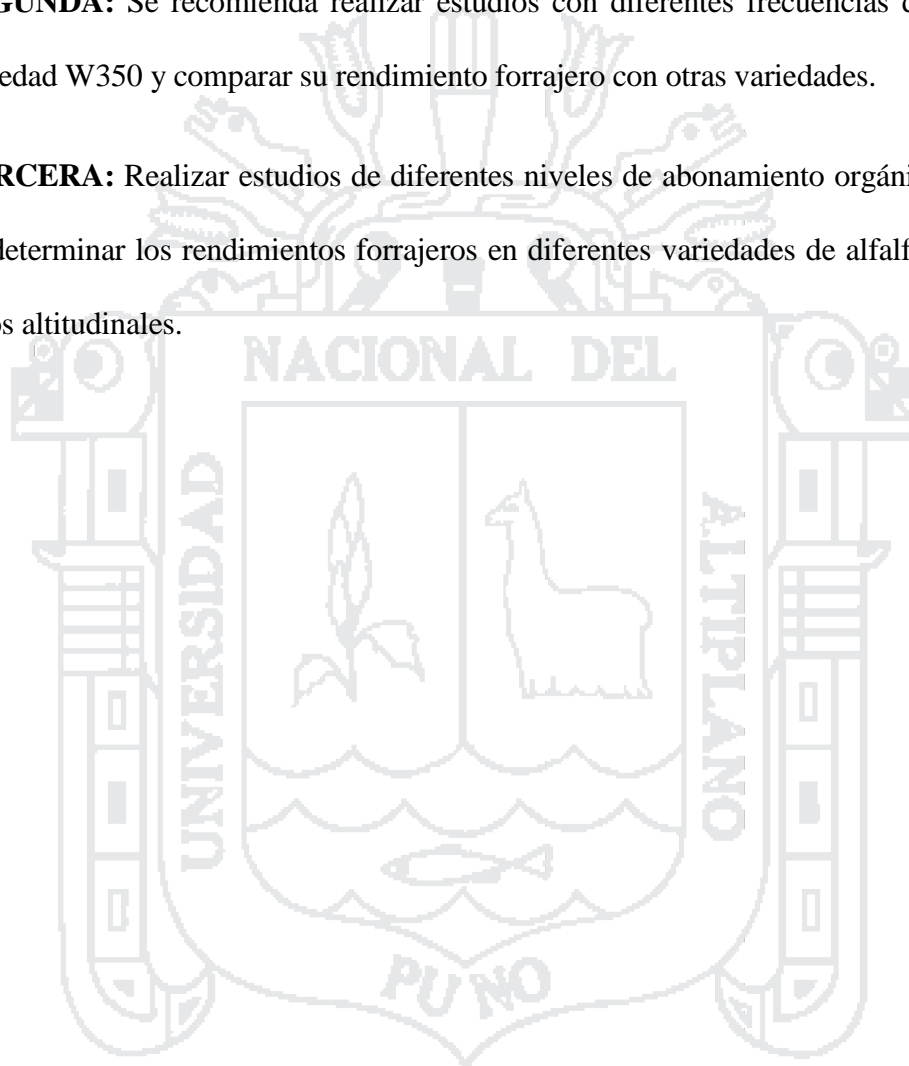 GUNDA: Se recomienda realizar estudios con diferentes frecuencias
edad W350 y comparar su rendimiento forrajero con otras variedades.
RCERA: Realizar estudios de diferentes niveles de abonamiento orgáni
determinar los rendimientos forrajeros en diferentes variedades de alfalf
s altitudinales.
NACIONAL DEL
UNIVERSIDAD
ALTIPLANO
PUNO